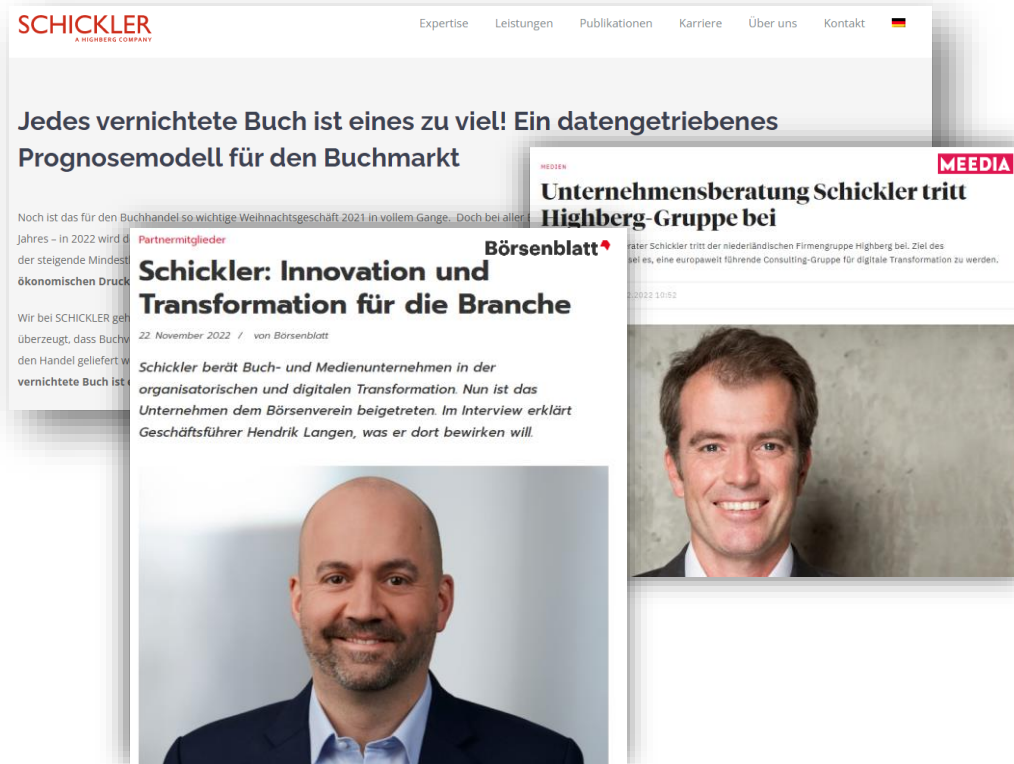 SCHICKLER
A HIGHBERG COMPANY
Expertise Leistungen Publikationen Karriere Über uns Kontakt
Jedes vernichtete Buch ist eines zu viel! Ein datengetriebenes
Prognosemodell für den Buchmarkt
Noch ist das für den Buchhandel so wichtige Weihnachtsgeschäft 2021 in vollem Gange. Doch bei aller
Jahres – in 2022 wird
der steigende
ökonomischen Druck
Wir bei SCHICKLER
überzeugt, dass
den Handel geliefert
vernichtete Buch ist
MEDIEN
MEEDIA
Unternehmensberatung Schickler tritt
Highberg-Gruppe bei
Schickler tritt der niederländischen Firmengruppe Highberg bei. Ziel des
es, eine europaweit führende Consulting-Gruppe für digitale Transformation zu werden.
2022 10:52
Partnermitglieder
Börsenblatt
Schickler: Innovation und
Transformation für die Branche
22. November 2022 / von Börsenblatt
Schickler berät Buch- und Medienunternehmen in der
organisatorischen und digitalen Transformation. Nun ist das
Unternehmen dem Börsenverein beigetreten. Im Interview erklärt
Geschäftsführer Hendrik Langen, was er dort bewirken will.